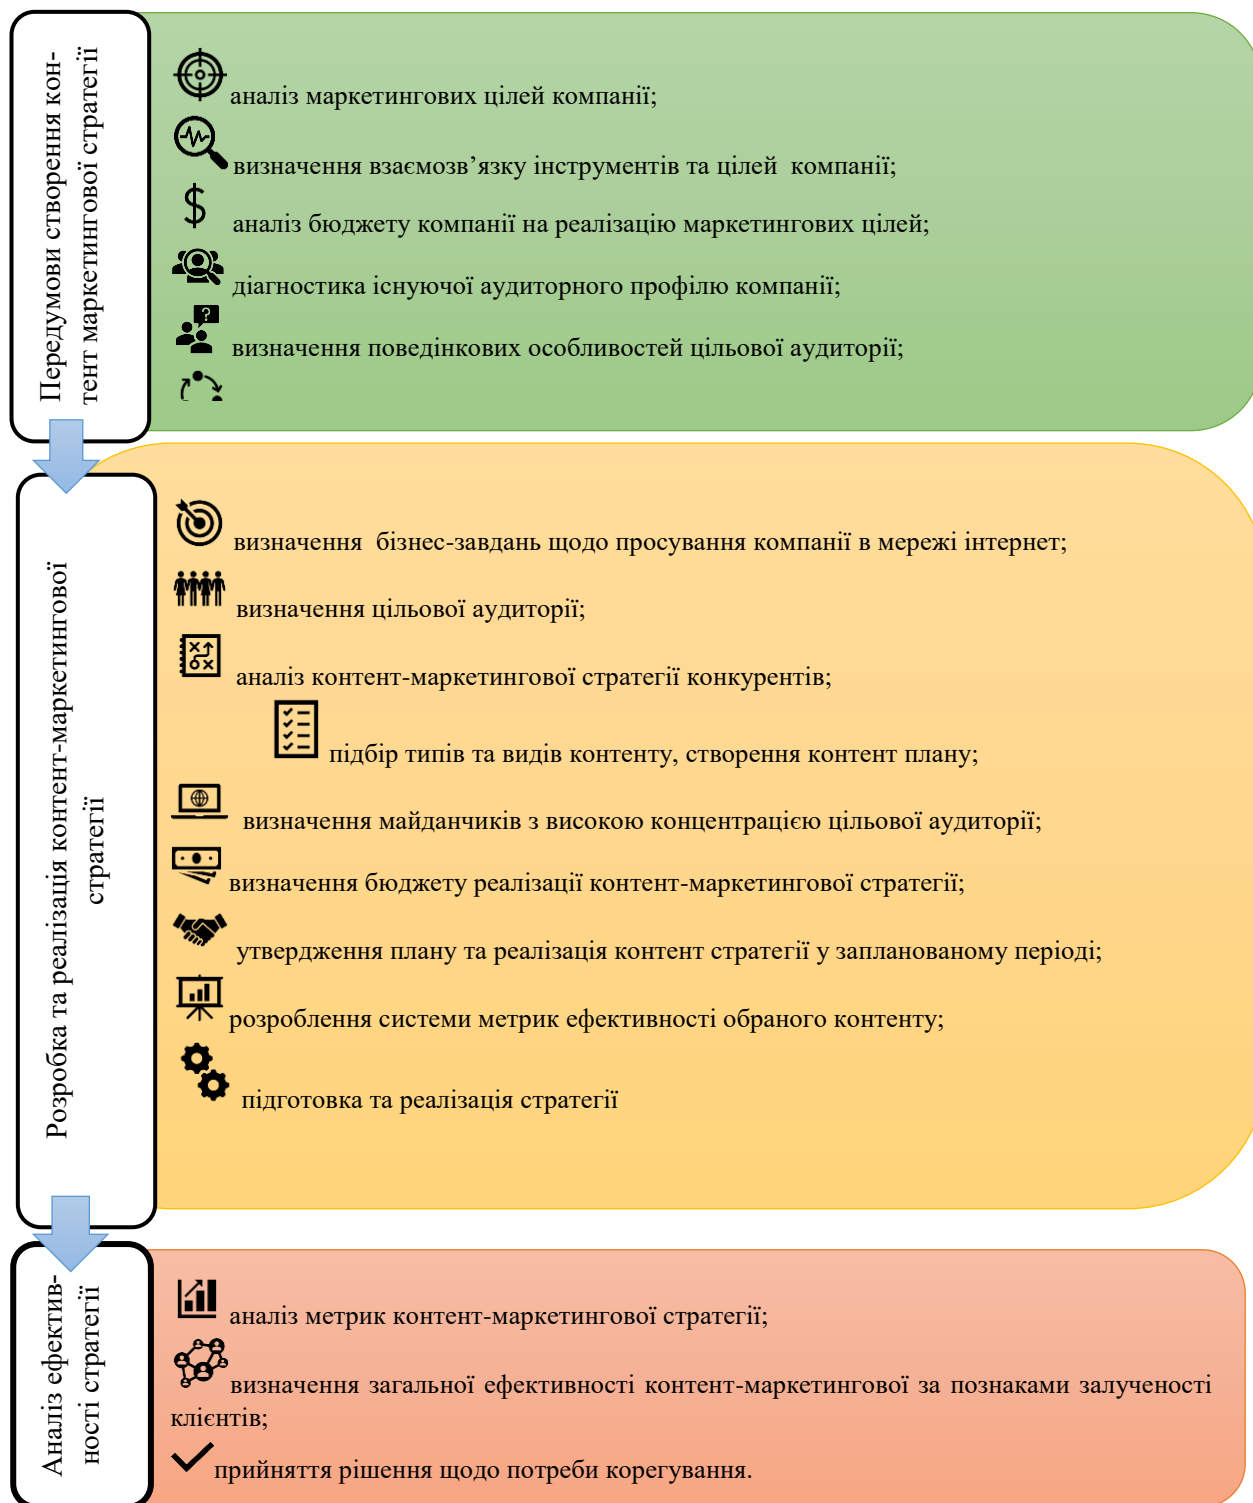 Передумови створення кон-
тент маркетингової стратегії
аналіз маркетингових цілей компанії;
визначення взаємозв’язку інструментів та цілей компанії;
аналіз бюджету компанії на реалізацію маркетингових цілей;
діагностика існуючої аудиторного профілю компанії;
визначення поведінкових особливостей цільової аудиторії;
Розробка та реалізація контент-маркетингової
стратегії
визначення бізнес-завдань щодо просування компанії в мережі інтернет;
визначення цільової аудиторії;
аналіз контент-маркетингової стратегії конкурентів;
підбір типів та видів контенту, створення контент плану;
визначення майданчиків з високою концентрацією цільової аудиторії;
визначення бюджету реалізації контент-маркетингової стратегії;
утвердження плану та реалізація контент стратегії у запланованому періоді;
розроблення системи метрик ефективності обраного контенту;
підготовка та реалізація стратегії
Аналіз ефектив-
ності стратегії
аналіз метрик контент-маркетингової стратегії;
визначення загальної ефективності контент-маркетингової за познаками залученості
клієнтів;
прийняття рішення щодо потреби корегування.